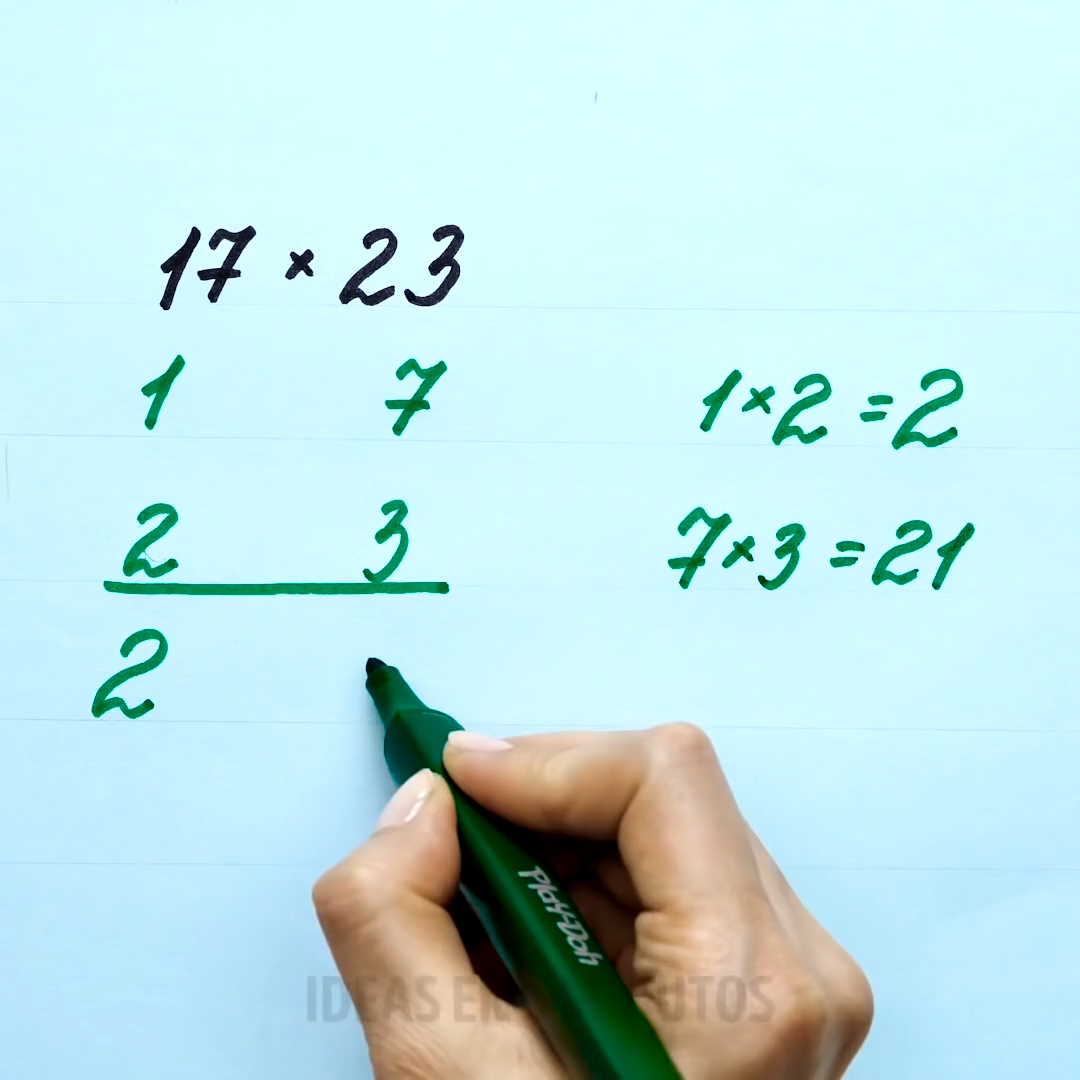 17 × 23
1 7 1×2 = 2
2 3 7×3 = 21
2
Play-Doh